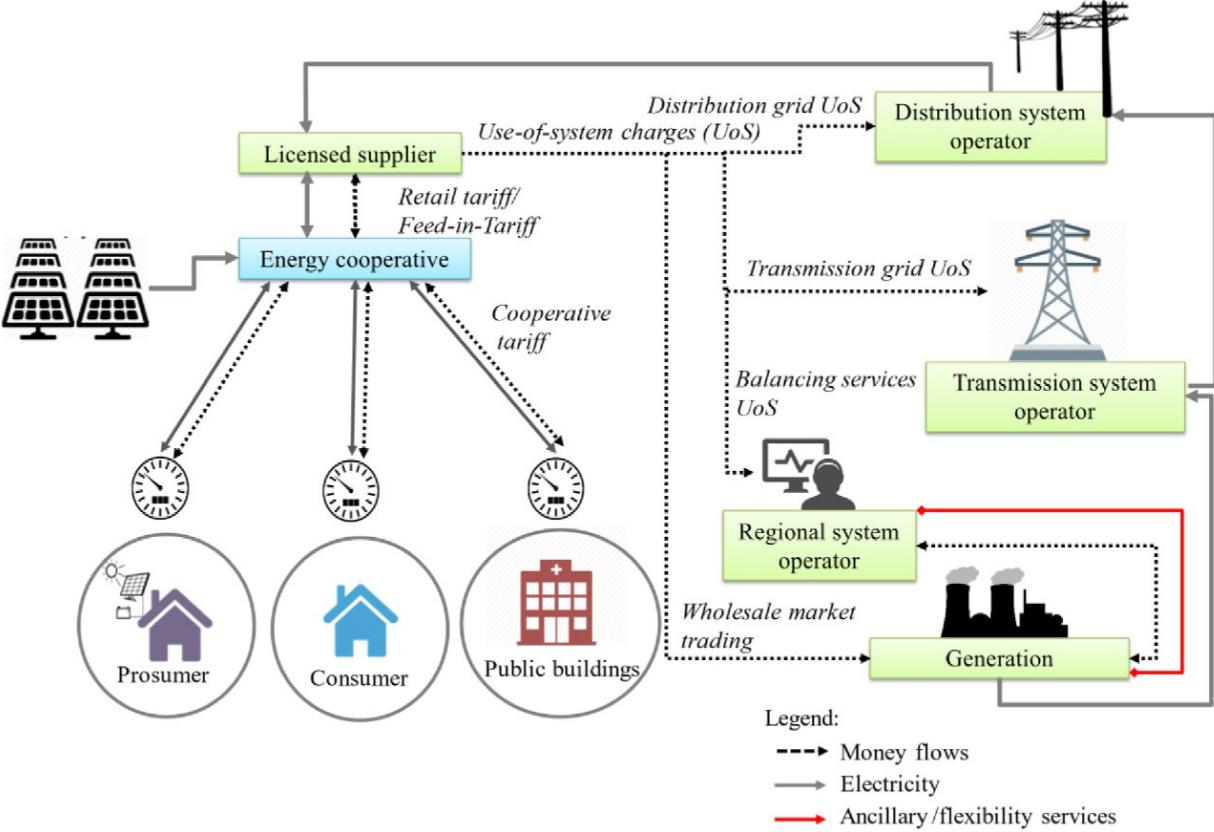 Distribution grid UoS
Use-of-system charges (UoS)
Distribution system
operator
Licensed supplier
Retail tariff/
Feed-in-Tariff
Energy cooperative
Transmission grid UoS
Cooperative
tariff
Balancing services
UoS
Transmission system
operator
Regional system
operator
Wholesale market
trading
Generation
Prosumer
Consumer
Public buildings
Legend:
Money flows
Electricity
Ancillary/flexibility services